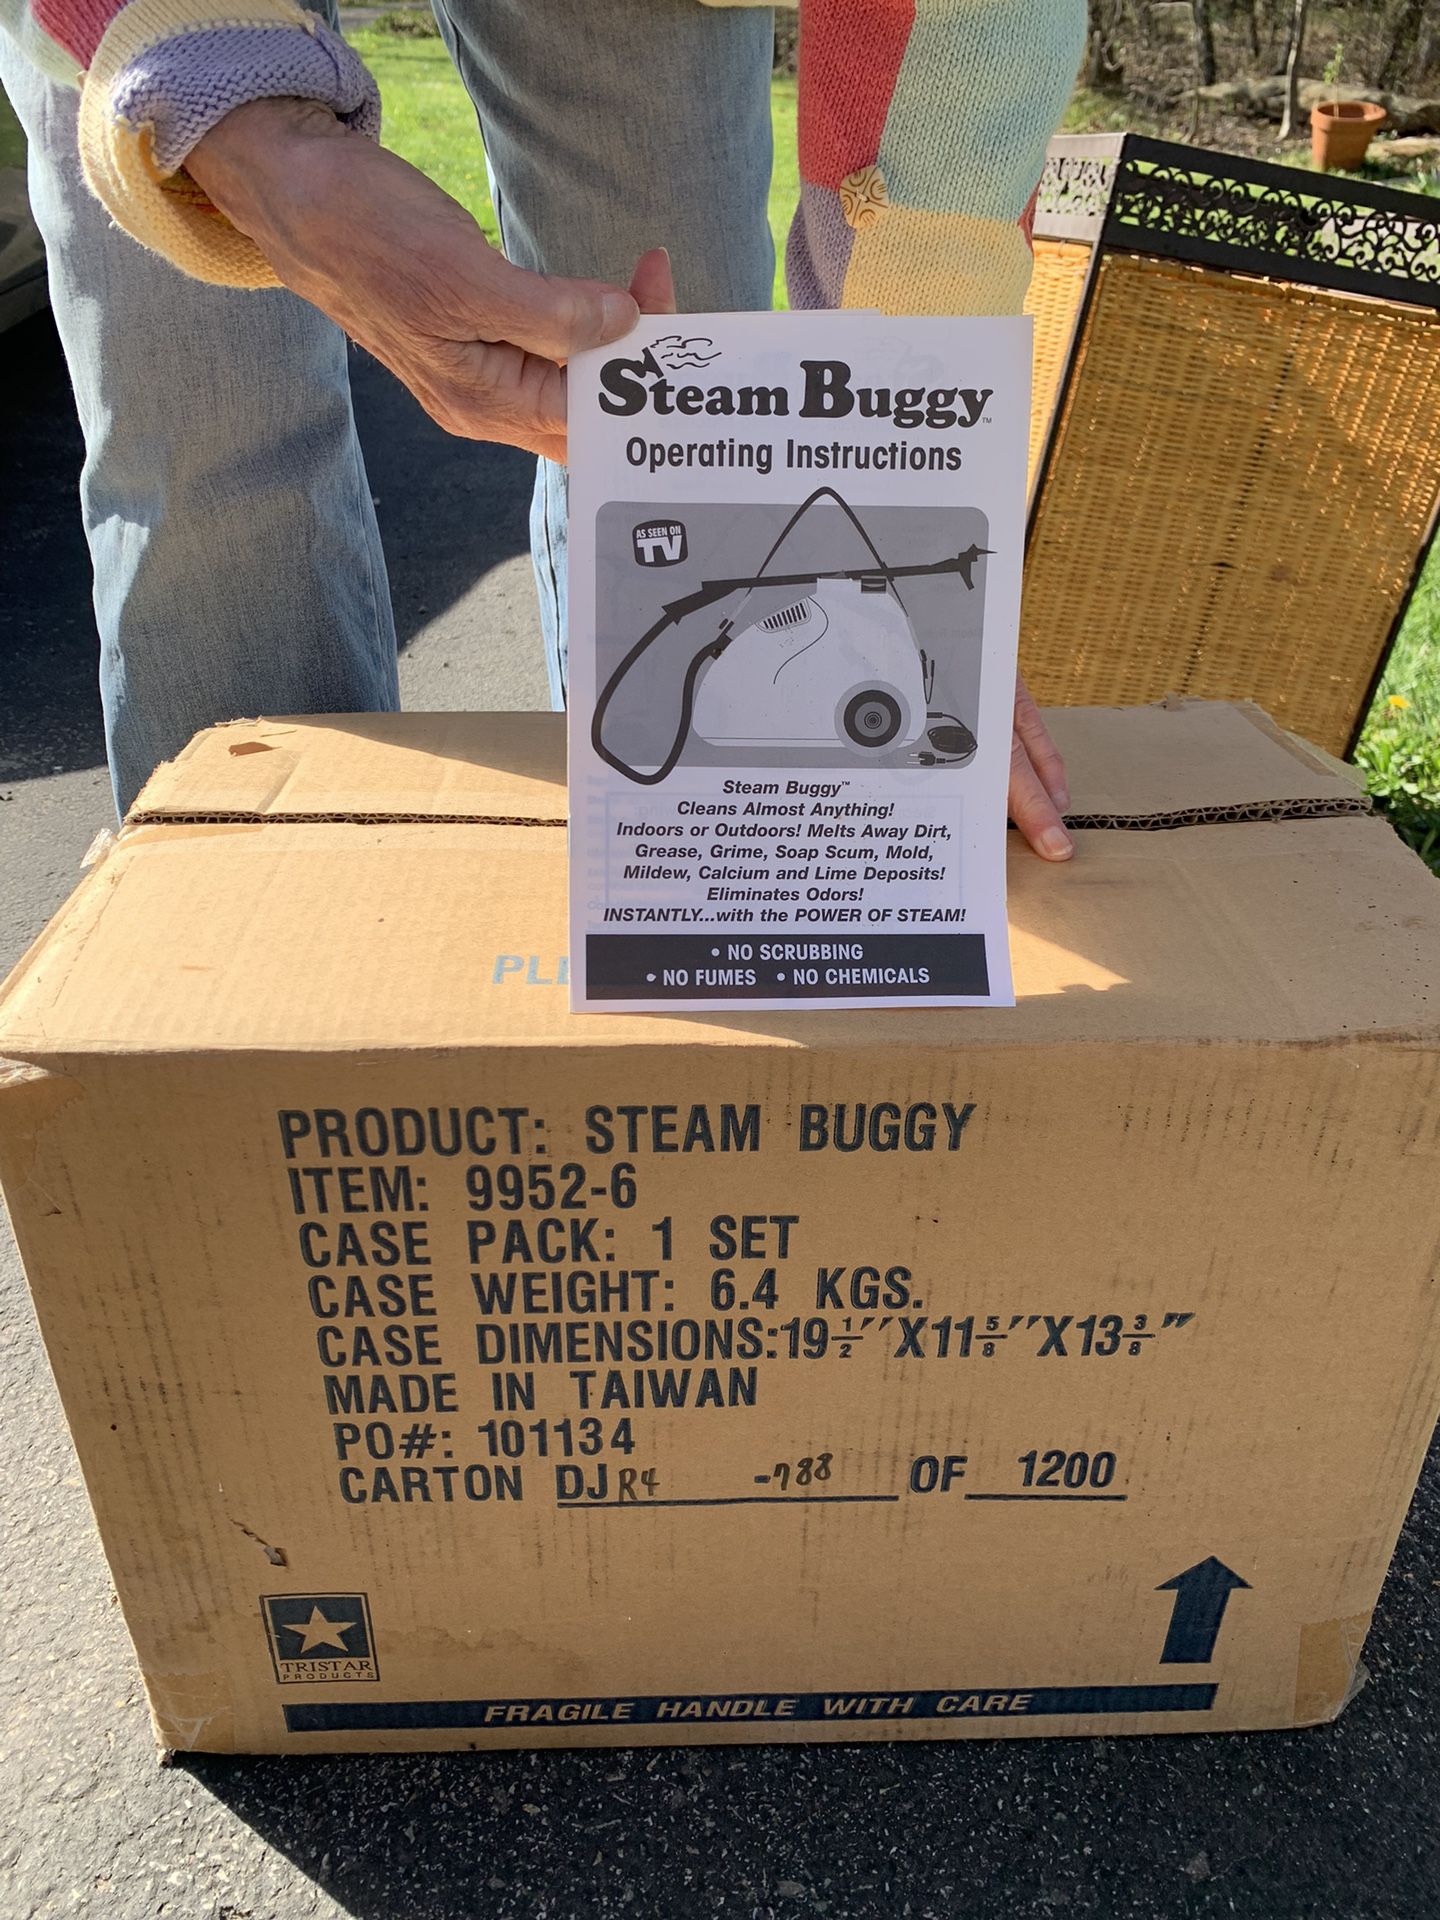 Steam Buggy™
Operating Instructions
AS SEEN ON
TV
Steam Buggy™
Cleans Almost Anything!
Indoors or Outdoors! Melts Away Dirt,
Grease, Grime, Soap Scum, Mold,
Mildew, Calcium and Lime Deposits!
Eliminates Odors!
INSTANTLY...with the POWER OF STEAM!
• NO SCRUBBING
• NO FUMES • NO CHEMICALS
PRODUCT: STEAM BUGGY
ITEM: 9952-6
CASE PACK: 1 SET
CASE WEIGHT: 6.4 KGS.
CASE DIMENSIONS:19½″X11⅝″X13⅜″
MADE IN TAIWAN
PO#: 101134
CARTON DJR4 -788 OF 1200
TRISTAR
PRODUCTS
FRAGILE HANDLE WITH CARE